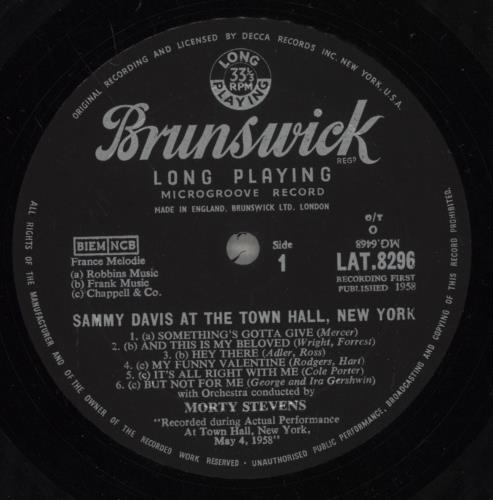 ORIGINAL RECORDING AND LICENSED BY DECCA RECORDS INC. NEW YORK, U.S.A.
LONG
33⅓
RPM
PLAYING
Brunswick
REGD
LONG PLAYING
MICROGROOVE RECORD
MADE IN ENGLAND, BRUNSWICK LTD. LONDON
BIEM NCB
France Melodie
(a) Robbins Music
(b) Frank Music
(c) Chappell & Co.
Side
1
O/T
O
MG.6468
LAT.8296
RECORDING FIRST
PUBLISHED 1958
SAMMY DAVIS AT THE TOWN HALL, NEW YORK
1. (a) SOMETHING'S GOTTA GIVE (Mercer)
2. (b) AND THIS IS MY BELOVED (Wright, Forrest)
3. (b) HEY THERE (Adler, Ross)
4. (c) MY FUNNY VALENTINE (Rodgers, Hart)
5. (c) IT'S ALL RIGHT WITH ME (Cole Porter)
6. (c) BUT NOT FOR ME (George and Ira Gershwin)
with Orchestra conducted by
MORTY STEVENS
"Recorded during Actual Performance
At Town Hall, New York,
May 4, 1958"
ALL RIGHTS OF THE MANUFACTURER AND OF THE OWNER OF THE RECORDED WORK RESERVED · UNAUTHORISED PUBLIC PERFORMANCE, BROADCASTING AND COPYING OF THIS RECORD PROHIBITED.